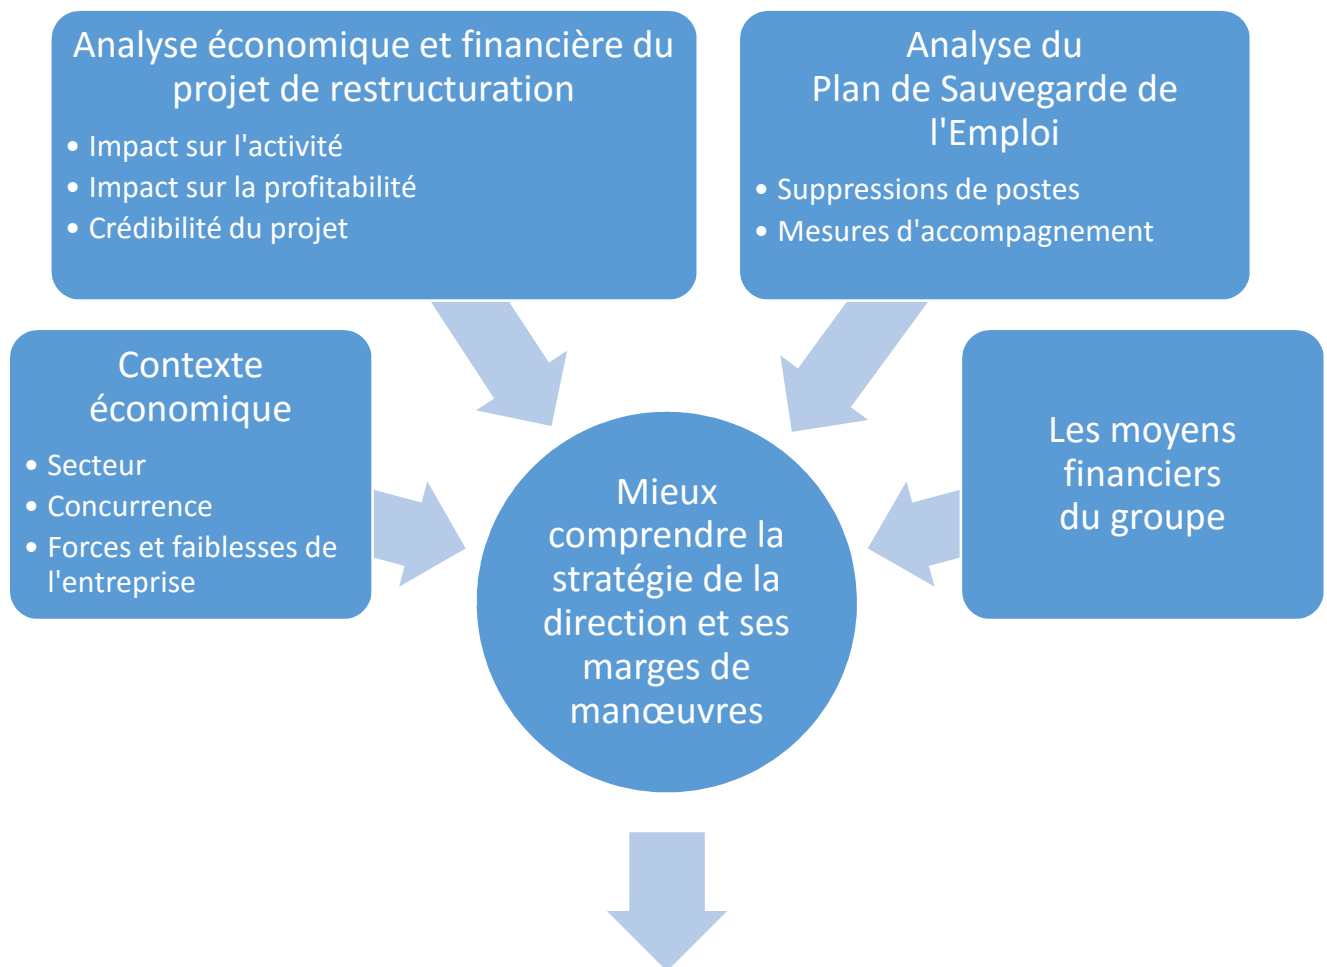 Analyse économique et financière du
projet de restructuration
• Impact sur l'activité
• Impact sur la profitabilité
• Crédibilité du projet
Analyse du
Plan de Sauvegarde de
l'Emploi
• Suppressions de postes
• Mesures d'accompagnement
Contexte
économique
• Secteur
• Concurrence
• Forces et faiblesses de
l'entreprise
Les moyens
financiers
du groupe
Mieux
comprendre la
stratégie de la
direction et ses
marges de
manœuvres